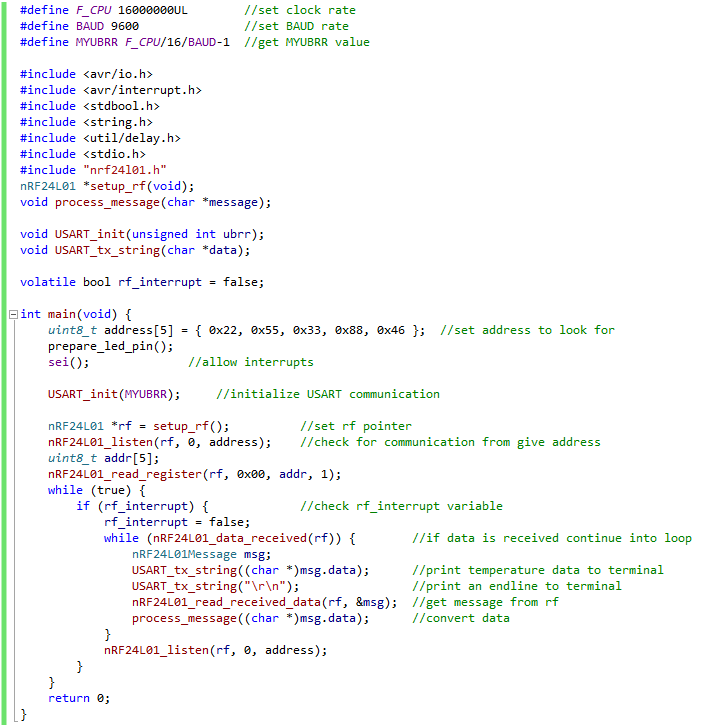 #define F_CPU 16000000UL        //set clock rate
#define BAUD 9600               //set BAUD rate
#define MYUBRR F_CPU/16/BAUD-1  //get MYUBRR value

#include <avr/io.h>
#include <avr/interrupt.h>
#include <stdbool.h>
#include <string.h>
#include <util/delay.h>
#include <stdio.h>
#include "nrf24l01.h"
nRF24L01 *setup_rf(void);
void process_message(char *message);

void USART_init(unsigned int ubrr);
void USART_tx_string(char *data);

volatile bool rf_interrupt = false;

int main(void) {
    uint8_t address[5] = { 0x22, 0x55, 0x33, 0x88, 0x46 };  //set address to look for
    prepare_led_pin();
    sei();              //allow interrupts

    USART_init(MYUBRR);     //initialize USART communication

    nRF24L01 *rf = setup_rf();          //set rf pointer
    nRF24L01_listen(rf, 0, address);    //check for communication from give address
    uint8_t addr[5];
    nRF24L01_read_register(rf, 0x00, addr, 1);
    while (true) {
        if (rf_interrupt) {             //check rf_interrupt variable
            rf_interrupt = false;
            while (nRF24L01_data_received(rf)) {        //if data is received continue into loop
                nRF24L01Message msg;
                USART_tx_string((char *)msg.data);      //print temperature data to terminal
                USART_tx_string("\r\n");                //print an endline to terminal
                nRF24L01_read_received_data(rf, &msg);  //get message from rf
                process_message((char *)msg.data);      //convert data
            }
            nRF24L01_listen(rf, 0, address);
        }
    }
    return 0;
}